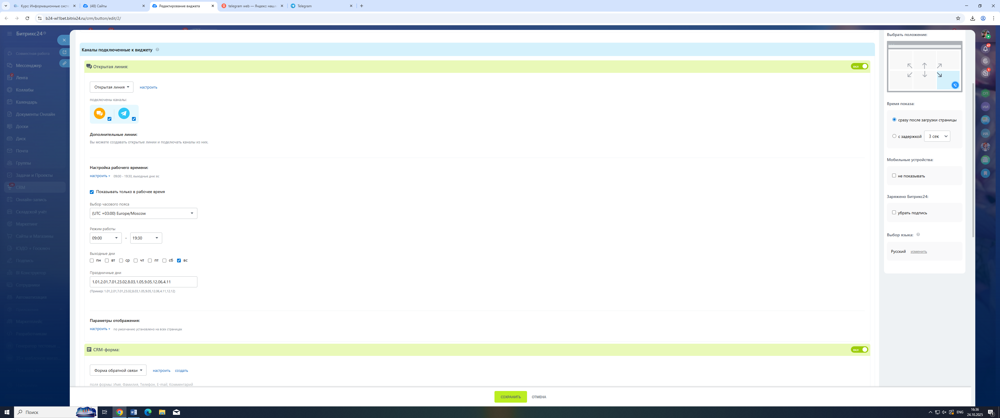 Курс: Информационные систе
(48) Сайты
Редактирование виджета
telegram web — Яндекс: нашл
Telegram
b24-wl1bet.bitrix24.ru/crm/button/edit/2/
Битрикс24
Совместная работа
Мессенджер
2
Лента
Коллабы
Календарь
Документы Онлайн
Доски
Диск
Почта
Группы
Задачи и Проекты
CRM
Онлайн-запись
Складской учёт
Маркетинг
Сайты и Магазины
КЭДО + Госключ
Подпись
BI Конструктор
Сотрудники
Автоматизация
Маркетплейс
Разработчикам
Генератор тестовых ...
Каналы подключенные к виджету
Открытая линия:
вкл
Открытая линия
настроить
подключены каналы:
Дополнительные линии:
Вы можете создавать открытые линии и подключать каналы из них.
Настройка рабочего времени:
настроить
09:00 - 19:30, выходные дни: вс
Показывать только в рабочее время
Выбор часового пояса
(UTC +03:00) Europe/Moscow
Режим работы
09:00 - 19:30
Выходные дни
пн вт ср чт пт сб вс
Праздничные дни
1.01,2.01,7.01,23.02,8.03,1.05,9.05,12.06,4.11
(Пример: 1.01,2.01,7.01,23.02,8.03,1.05,9.05,12.06,4.11,12.12)
Параметры отображения:
настроить
по умолчанию установлено на всех страницах
CRM-форма:
вкл
Форма обратной связи
настроить
создать
поля формы: Имя, Фамилия, Телефон, E-mail, Комментарий
СОХРАНИТЬ
ОТМЕНА
Выбрать положение:
Время показа:
сразу после загрузки страницы
с задержкой
3 сек
Мобильные устройства:
не показывать
Заряжено Битрикс24:
убрать подпись
Выбор языка:
Русский
изменить
47
1
ОП
ИИ
ИА
Поиск
ENG
16:36
24.10.2025
1